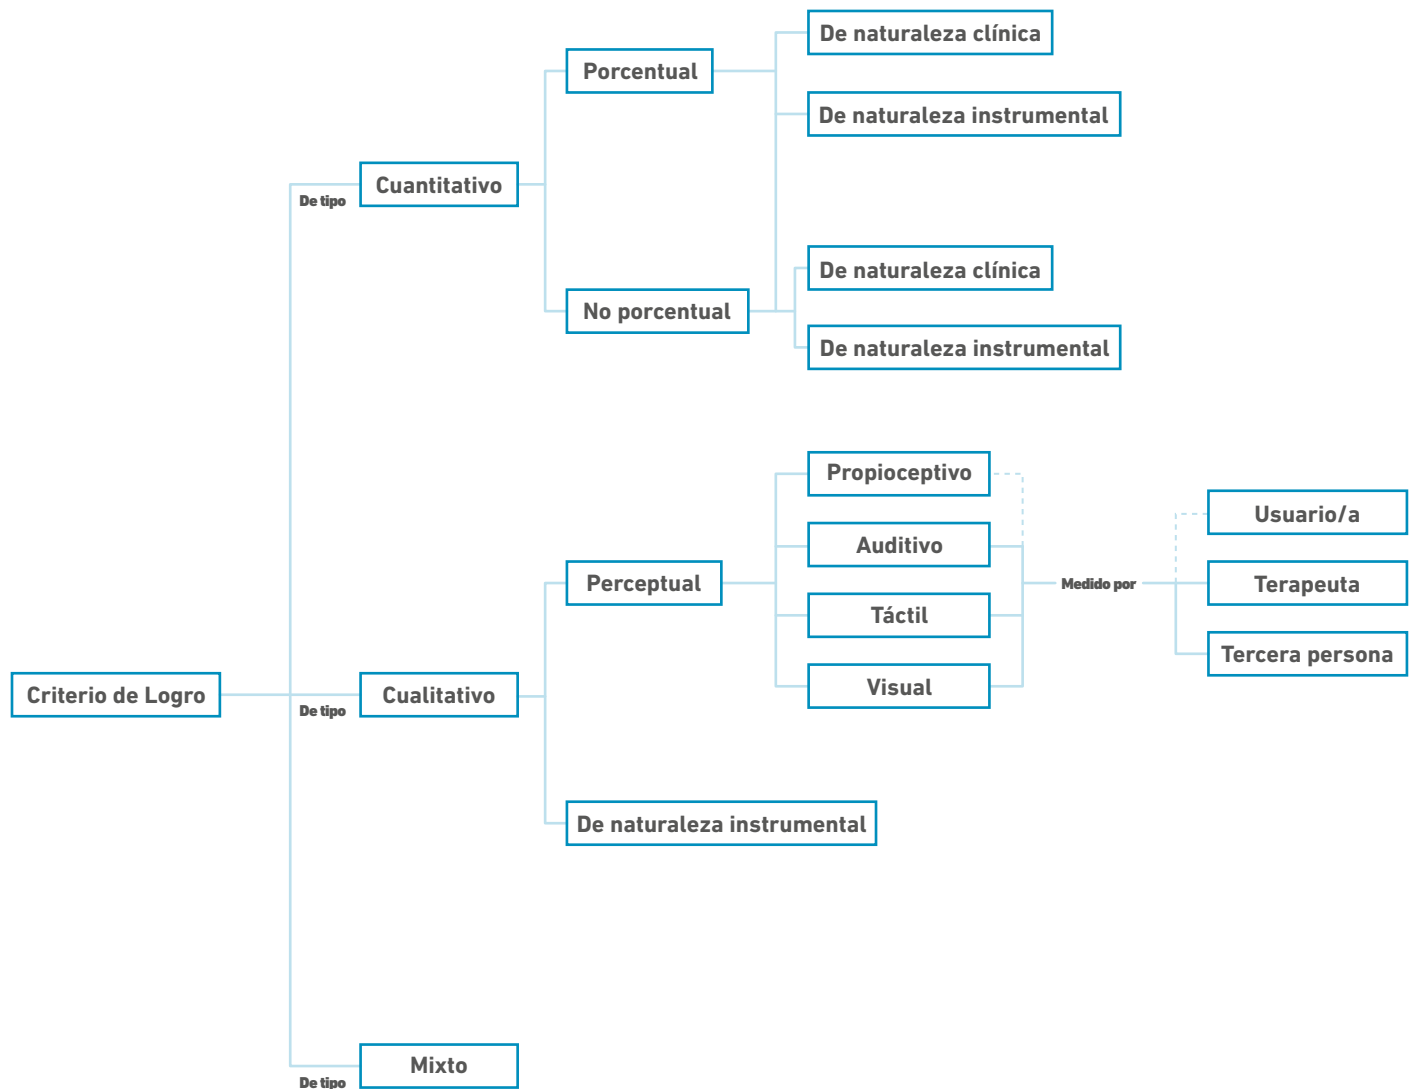 De naturaleza clínica
Porcentual
De naturaleza instrumental
Cuantitativo
De tipo
De naturaleza clínica
No porcentual
De naturaleza instrumental
Propioceptivo
Usuario/a
Auditivo
Perceptual
Medido por
Terapeuta
Táctil
Tercera persona
Visual
Criterio de Logro
Cualitativo
De tipo
De naturaleza instrumental
Mixto
De tipo